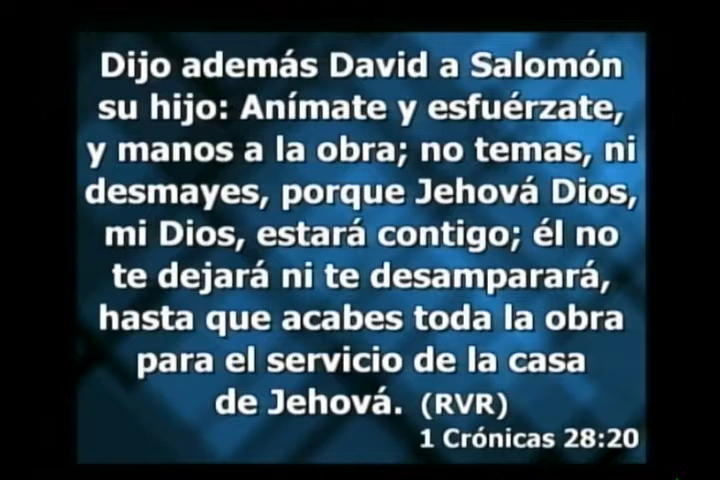 Dijo además David a Salomón
su hijo: Anímate y esfuérzate,
y manos a la obra; no temas, ni
desmayes, porque Jehová Dios,
mi Dios, estará contigo; él no
te dejará ni te desamparará,
hasta que acabes toda la obra
para el servicio de la casa
de Jehová. (RVR)
1 Crónicas 28:20